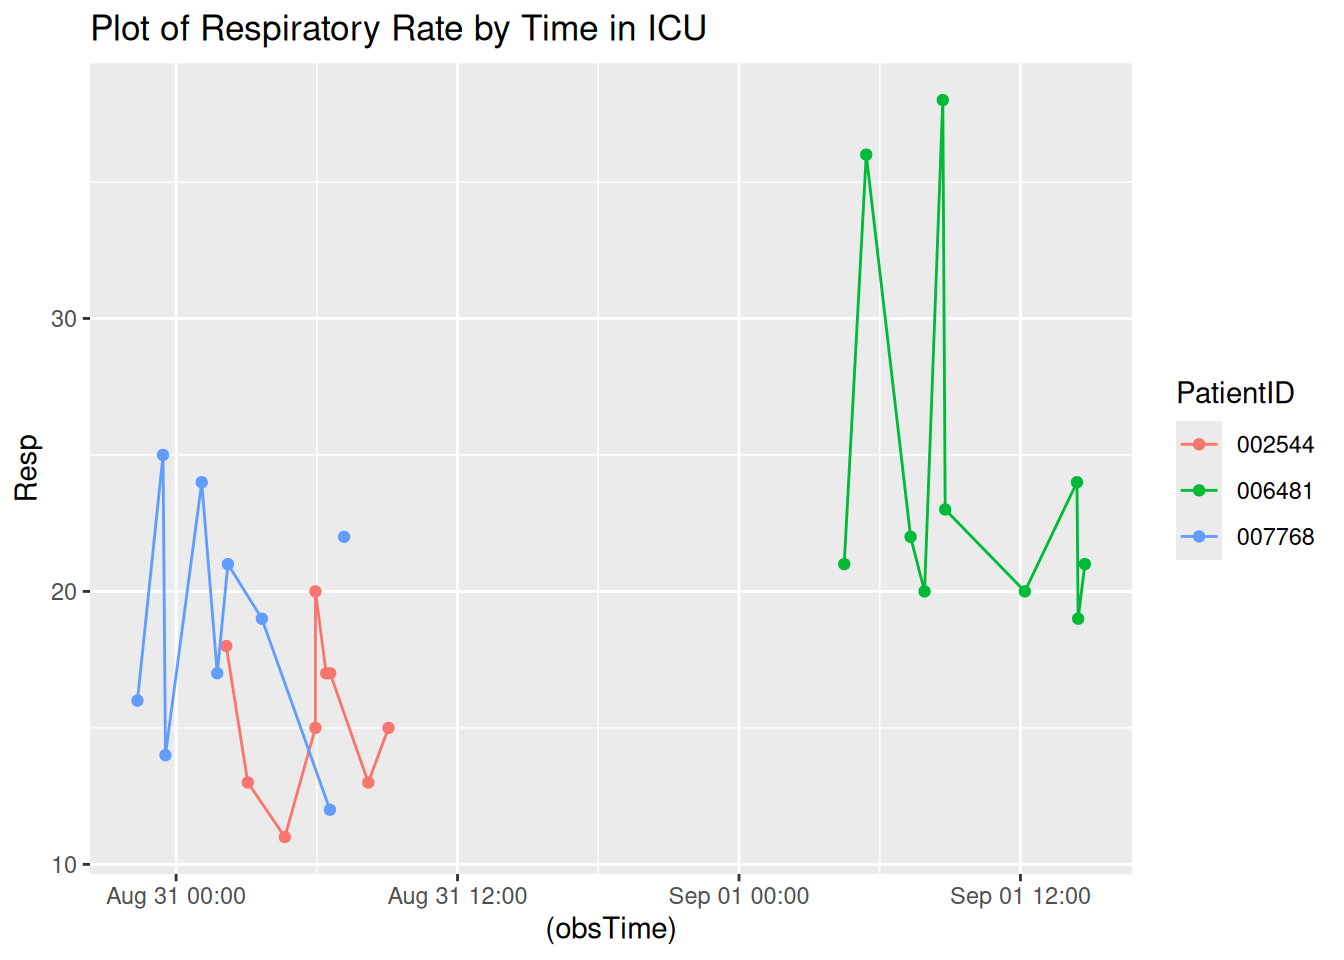 Plot of Respiratory Rate by Time in ICU
Resp
30
20
10
Aug 31 00:00
Aug 31 12:00
Sep 01 00:00
Sep 01 12:00
(obsTime)
PatientID
002544
006481
007768